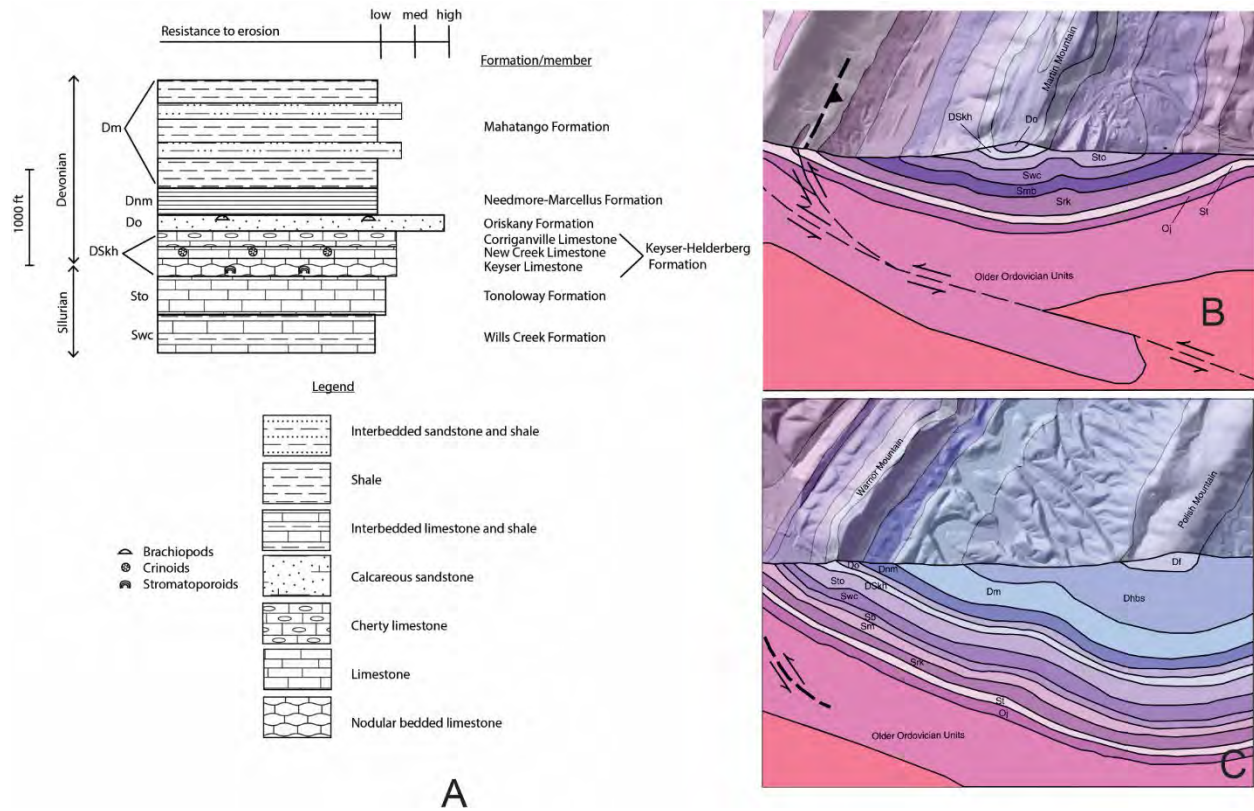 Resistance to erosion
low med high
Formation/member
Devonian
Silurian
1000 ft
Dm
Mahatango Formation
Dnm
Needmore-Marcellus Formation
Do
Oriskany Formation
DSkh
Corriganville Limestone
New Creek Limestone
Keyser Limestone
Keyser-Helderberg
Formation
Sto
Tonoloway Formation
Swc
Wills Creek Formation
Legend
Interbedded sandstone and shale
Shale
Interbedded limestone and shale
Calcareous sandstone
Cherty limestone
Limestone
Nodular bedded limestone
Brachiopods
Crinoids
Stromatoporoids
A
Martin Mountain
DSkh
Do
Sto
Swc
Smb
Srk
St
Oj
Older Ordovician Units
B
Warrior Mountain
Polish Mountain
Do
Dnm
Sto
DSkh
Swc
Sb
Sm
Srk
St
Oj
Dm
Dhbs
Df
Older Ordovician Units
C